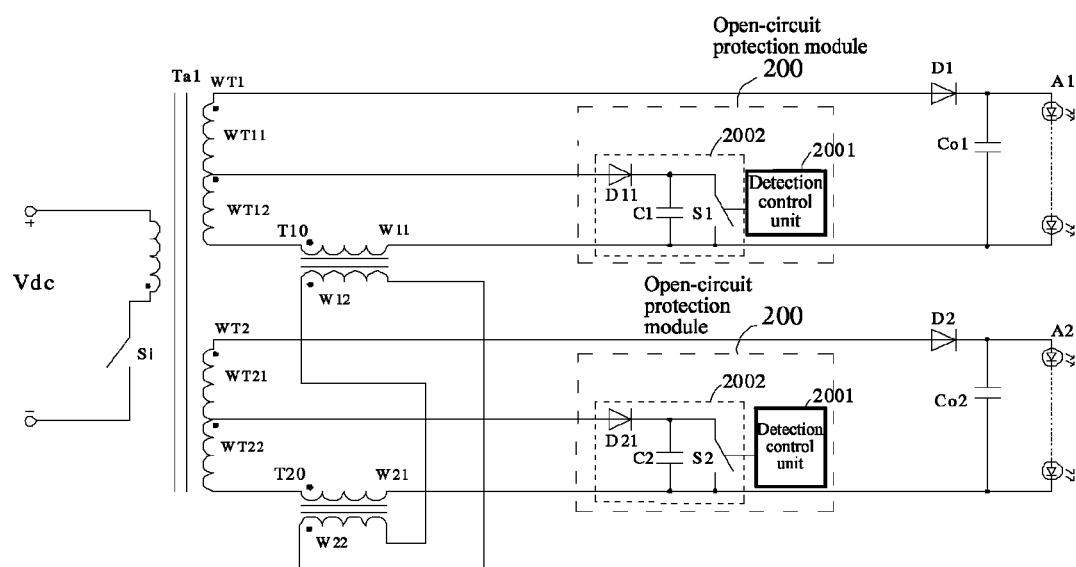 Open-circuit
protection module
200
Ta1
WT1
D1
A1
WT11
2002
2001
Co1
D11
C1
S1
Detection
control
unit
WT12
T10
W11
+
Vdc
W12
Open-circuit
protection
module
200
WT2
D2
A2
Si
WT21
2002
2001
Co2
D21
C2
S2
Detection
control
unit
WT22
T20
W21
W22